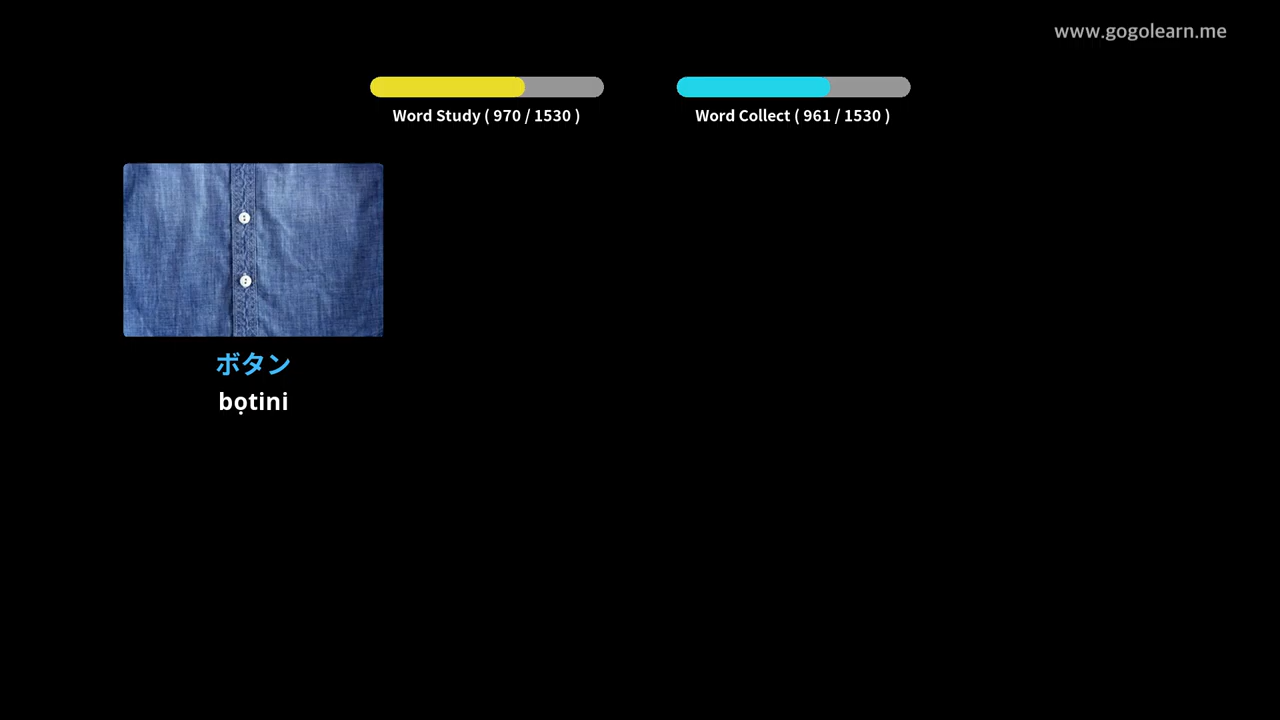 www.gogolearn.me
Word Study ( 970 / 1530 )
Word Collect ( 961 / 1530 )
ボタン
bọtini